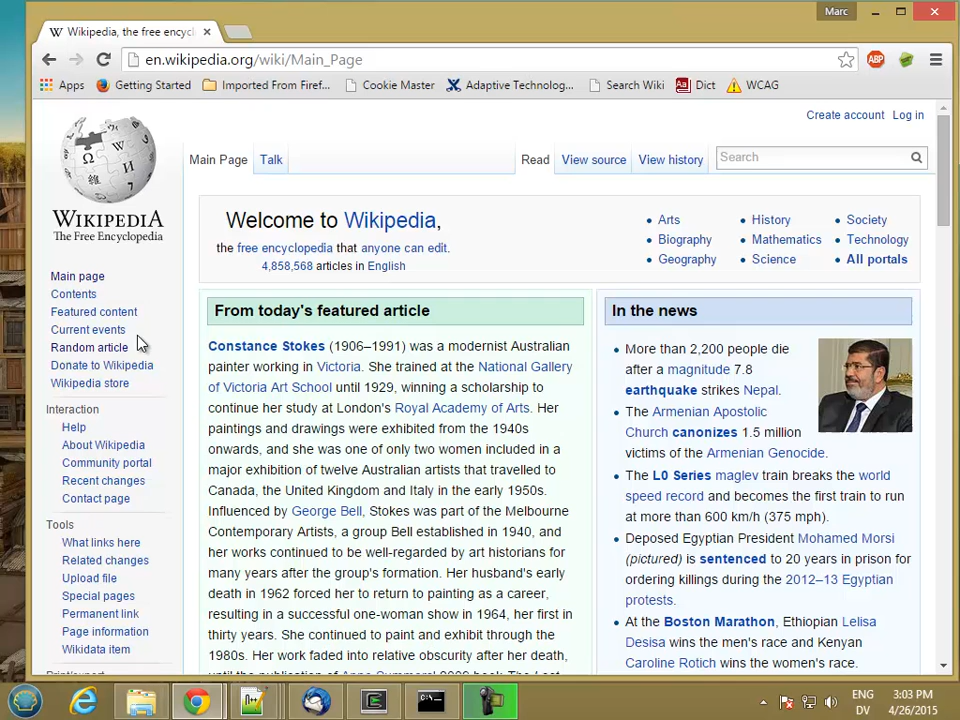 Marc
Wikipedia, the free encycl
en.wikipedia.org/wiki/Main_Page
ABP
Apps Getting Started Imported From Firef... Cookie Master Adaptive Technolog... Search Wiki Dict WCAG
Create account Log in
Main Page Talk Read View source View history Search
WIKIPEDIA
The Free Encyclopedia
Main page
Contents
Featured content
Current events
Random article
Donate to Wikipedia
Wikipedia store
Interaction
Help
About Wikipedia
Community portal
Recent changes
Contact page
Tools
What links here
Related changes
Upload file
Special pages
Permanent link
Page information
Wikidata item
Welcome to Wikipedia,
the free encyclopedia that anyone can edit.
4,858,568 articles in English
Arts
Biography
Geography
History
Mathematics
Science
Society
Technology
All portals
From today's featured article
Constance Stokes (1906–1991) was a modernist Australian
painter working in Victoria. She trained at the National Gallery
of Victoria Art School until 1929, winning a scholarship to
continue her study at London's Royal Academy of Arts. Her
paintings and drawings were exhibited from the 1940s
onwards, and she was one of only two women included in a
major exhibition of twelve Australian artists that travelled to
Canada, the United Kingdom and Italy in the early 1950s.
Influenced by George Bell, Stokes was part of the Melbourne
Contemporary Artists, a group Bell established in 1940, and
her works continued to be well-regarded by art historians for
many years after the group's formation. Her husband's early
death in 1962 forced her to return to painting as a career,
resulting in a successful one-woman show in 1964, her first in
thirty years. She continued to paint and exhibit through the
1980s. Her work faded into relative obscurity after her death,
In the news
More than 2,200 people die
after a magnitude 7.8
earthquake strikes Nepal.
The Armenian Apostolic
Church canonizes 1.5 million
victims of the Armenian Genocide.
The L0 Series maglev train breaks the world
speed record and becomes the first train to run
at more than 600 km/h (375 mph).
Deposed Egyptian President Mohamed Morsi
(pictured) is sentenced to 20 years in prison for
ordering killings during the 2012–13 Egyptian
protests.
At the Boston Marathon, Ethiopian Lelisa
Desisa wins the men's race and Kenyan
Caroline Rotich wins the women's race.
ENG
DV
3:03 PM
4/26/2015